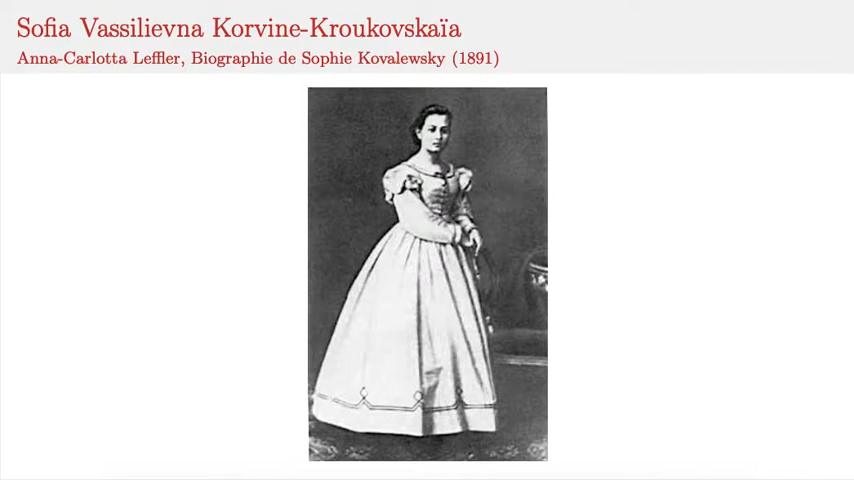 Sofia Vassilievna Korvine-Kroukovskaïa
Anna-Carlotta Leffler, Biographie de Sophie Kovalewsky (1891)